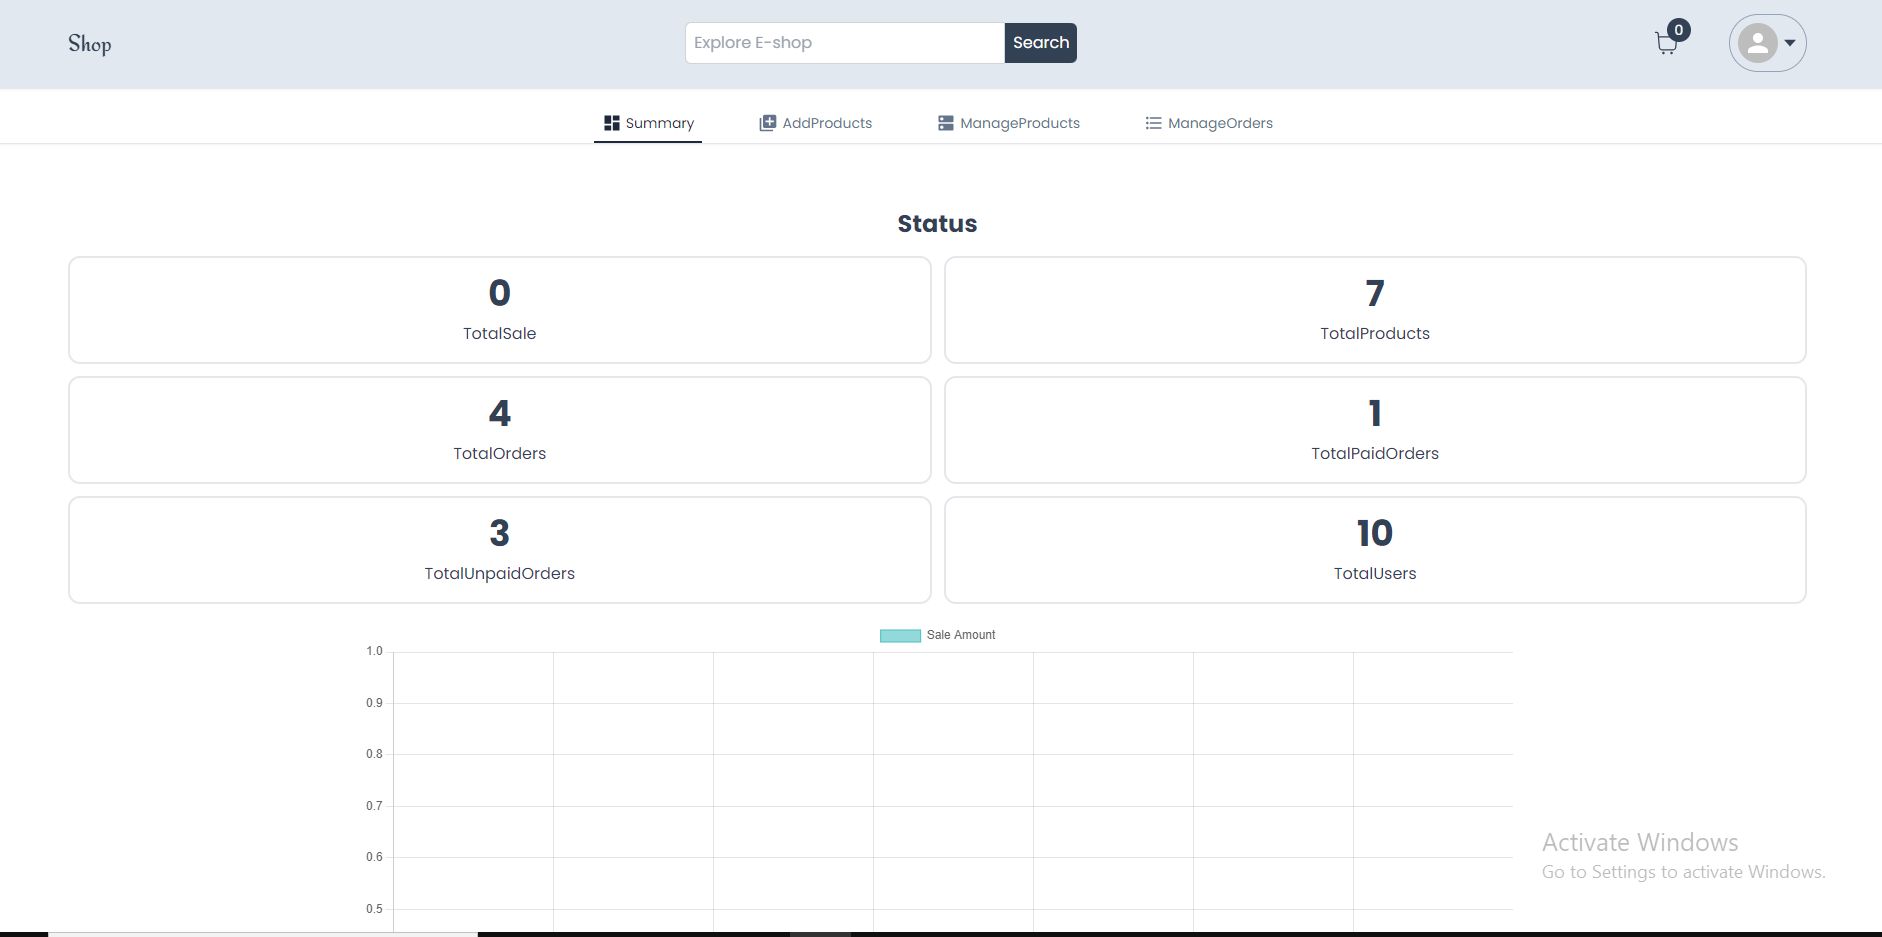 Shop
Explore E-shop
Search
0
Summary
AddProducts
ManageProducts
ManageOrders
Status
0
TotalSale
7
TotalProducts
4
TotalOrders
1
TotalPaidOrders
3
TotalUnpaidOrders
10
TotalUsers
Sale Amount
1.0
0.9
0.8
0.7
0.6
0.5
Activate Windows
Go to Settings to activate Windows.